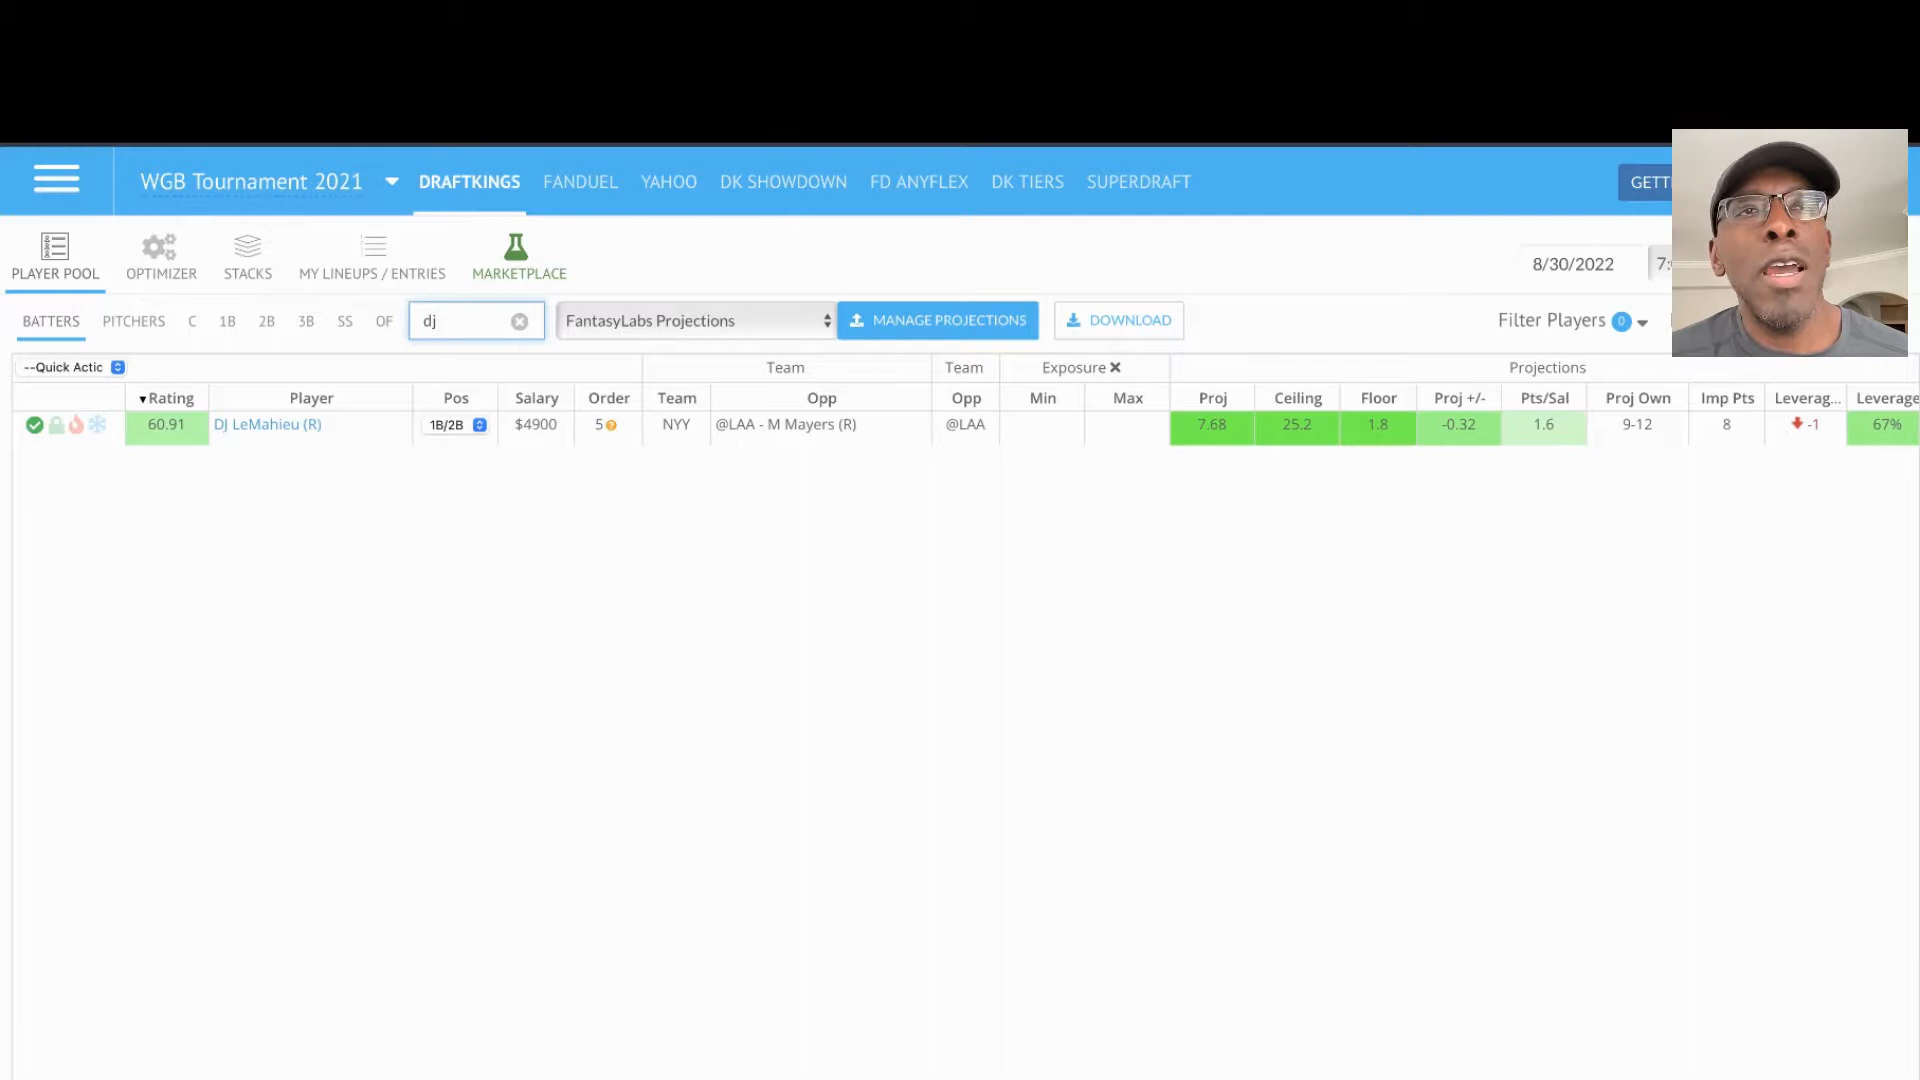 WGB Tournament 2021 DRAFTKINGS FANDUEL YAHOO DK SHOWDOWN FD ANYFLEX DK TIERS SUPERDRAFT GETT
PLAYER POOL OPTIMIZER STACKS MY LINEUPS / ENTRIES MARKETPLACE 8/30/2022 7:
BATTERS PITCHERS C 1B 2B 3B SS OF dj FantasyLabs Projections MANAGE PROJECTIONS DOWNLOAD Filter Players 0
--Quick Actic Team Team Exposure Projections
Rating Player Pos Salary Order Team Opp Opp Min Max Proj Ceiling Floor Proj +/- Pts/Sal Proj Own Imp Pts Leverag... Leverage
60.91 DJ LeMahieu (R) 1B/2B $4900 5 NYY @LAA - M Mayers (R) @LAA 7.68 25.2 1.8 -0.32 1.6 9-12 8 -1 67%